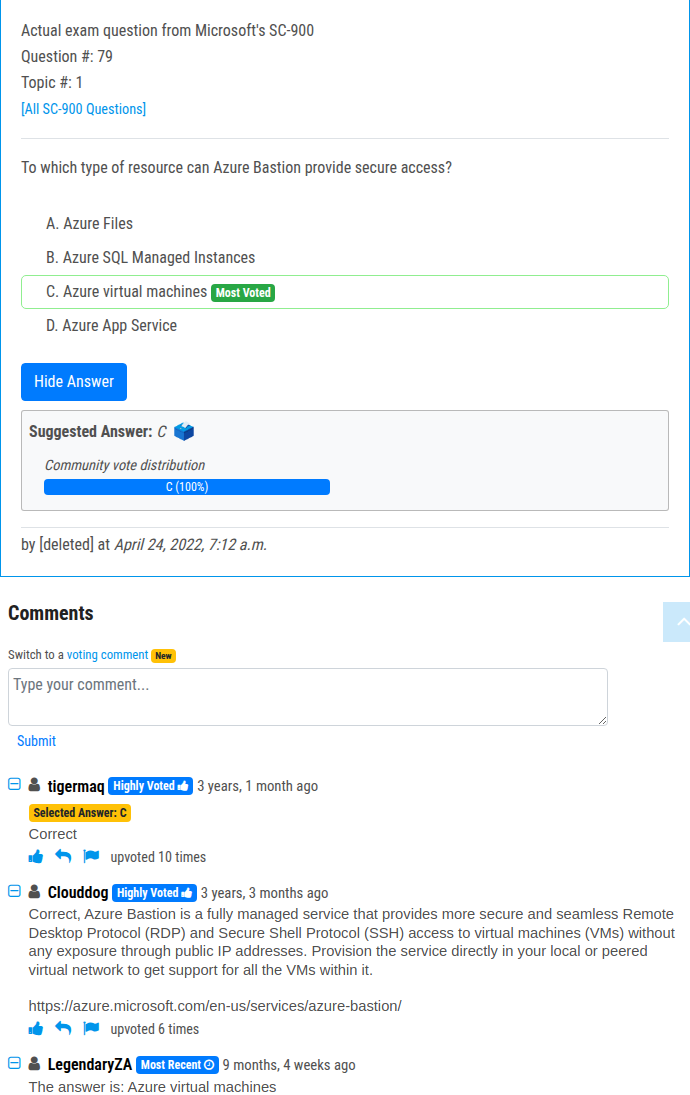 Actual exam question from Microsoft's SC-900
Question #: 79
Topic #: 1
[All SC-900 Questions]
To which type of resource can Azure Bastion provide secure access?
A. Azure Files
B. Azure SQL Managed Instances
C. Azure virtual machines Most Voted
D. Azure App Service
Hide Answer
Suggested Answer: C
Community vote distribution
C (100%)
by [deleted] at April 24, 2022, 7:12 a.m.
Comments
Switch to a voting comment New
Type your comment...
Submit
tigermaq Highly Voted 3 years, 1 month ago
Selected Answer: C
Correct
upvoted 10 times
Clouddog Highly Voted 3 years, 3 months ago
Correct, Azure Bastion is a fully managed service that provides more secure and seamless Remote
Desktop Protocol (RDP) and Secure Shell Protocol (SSH) access to virtual machines (VMs) without
any exposure through public IP addresses. Provision the service directly in your local or peered
virtual network to get support for all the VMs within it.
https://azure.microsoft.com/en-us/services/azure-bastion/
upvoted 6 times
LegendaryZA Most Recent 9 months, 4 weeks ago
The answer is: Azure virtual machines